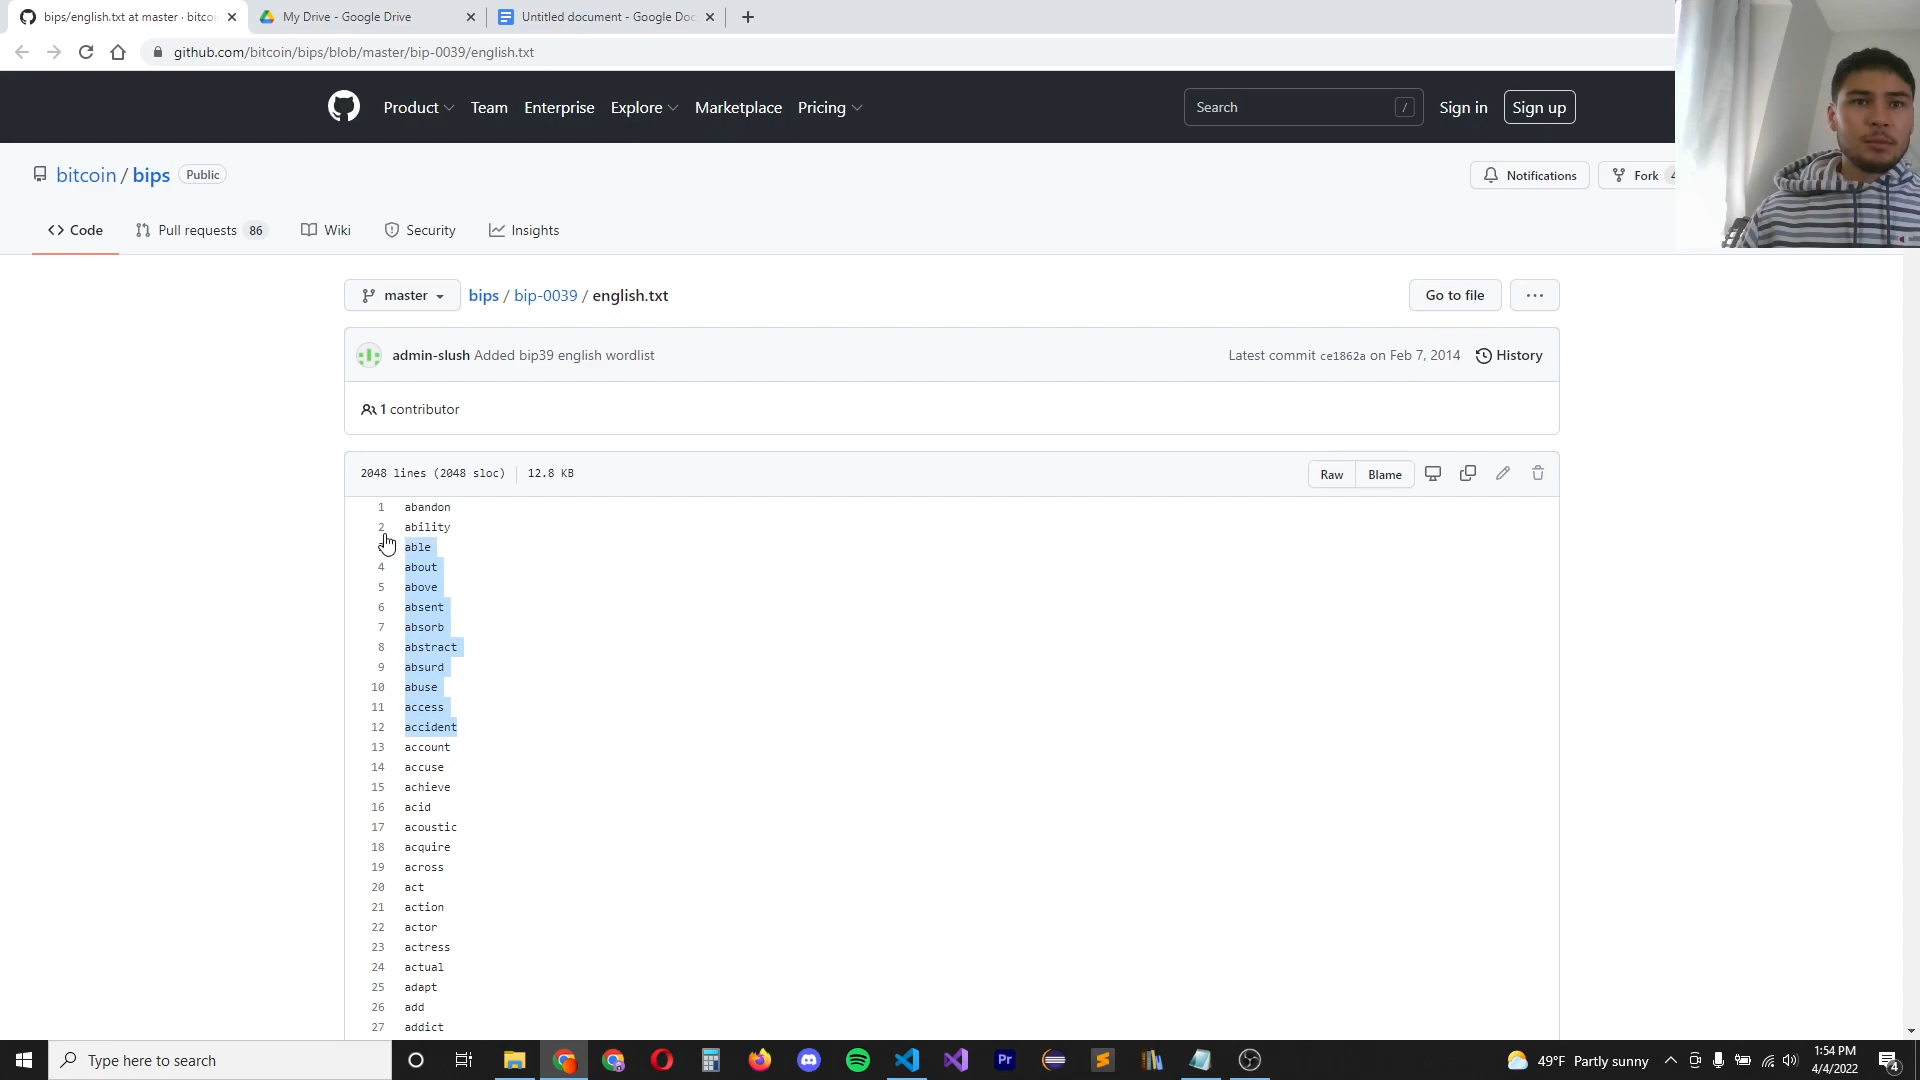 bips/english.txt at master · bitcoi
My Drive - Google Drive
Untitled document - Google Doc
github.com/bitcoin/bips/blob/master/bip-0039/english.txt
Product Team Enterprise Explore Marketplace Pricing
Search /
Sign in
Sign up
bitcoin / bips Public
Notifications
Fork
Code
Pull requests 86
Wiki
Security
Insights
master
bips / bip-0039 / english.txt
Go to file
...
admin-slush Added bip39 english wordlist
Latest commit ce1862a on Feb 7, 2014
History
1 contributor
2048 lines (2048 sloc) 12.8 KB
Raw
Blame
1 abandon
2 ability
able
4 about
5 above
6 absent
7 absorb
8 abstract
9 absurd
10 abuse
11 access
12 accident
13 account
14 accuse
15 achieve
16 acid
17 acoustic
18 acquire
19 across
20 act
21 action
22 actor
23 actress
24 actual
25 adapt
26 add
27 addict
Type here to search
Pr
49°F Partly sunny
1:54 PM
4/4/2022
4